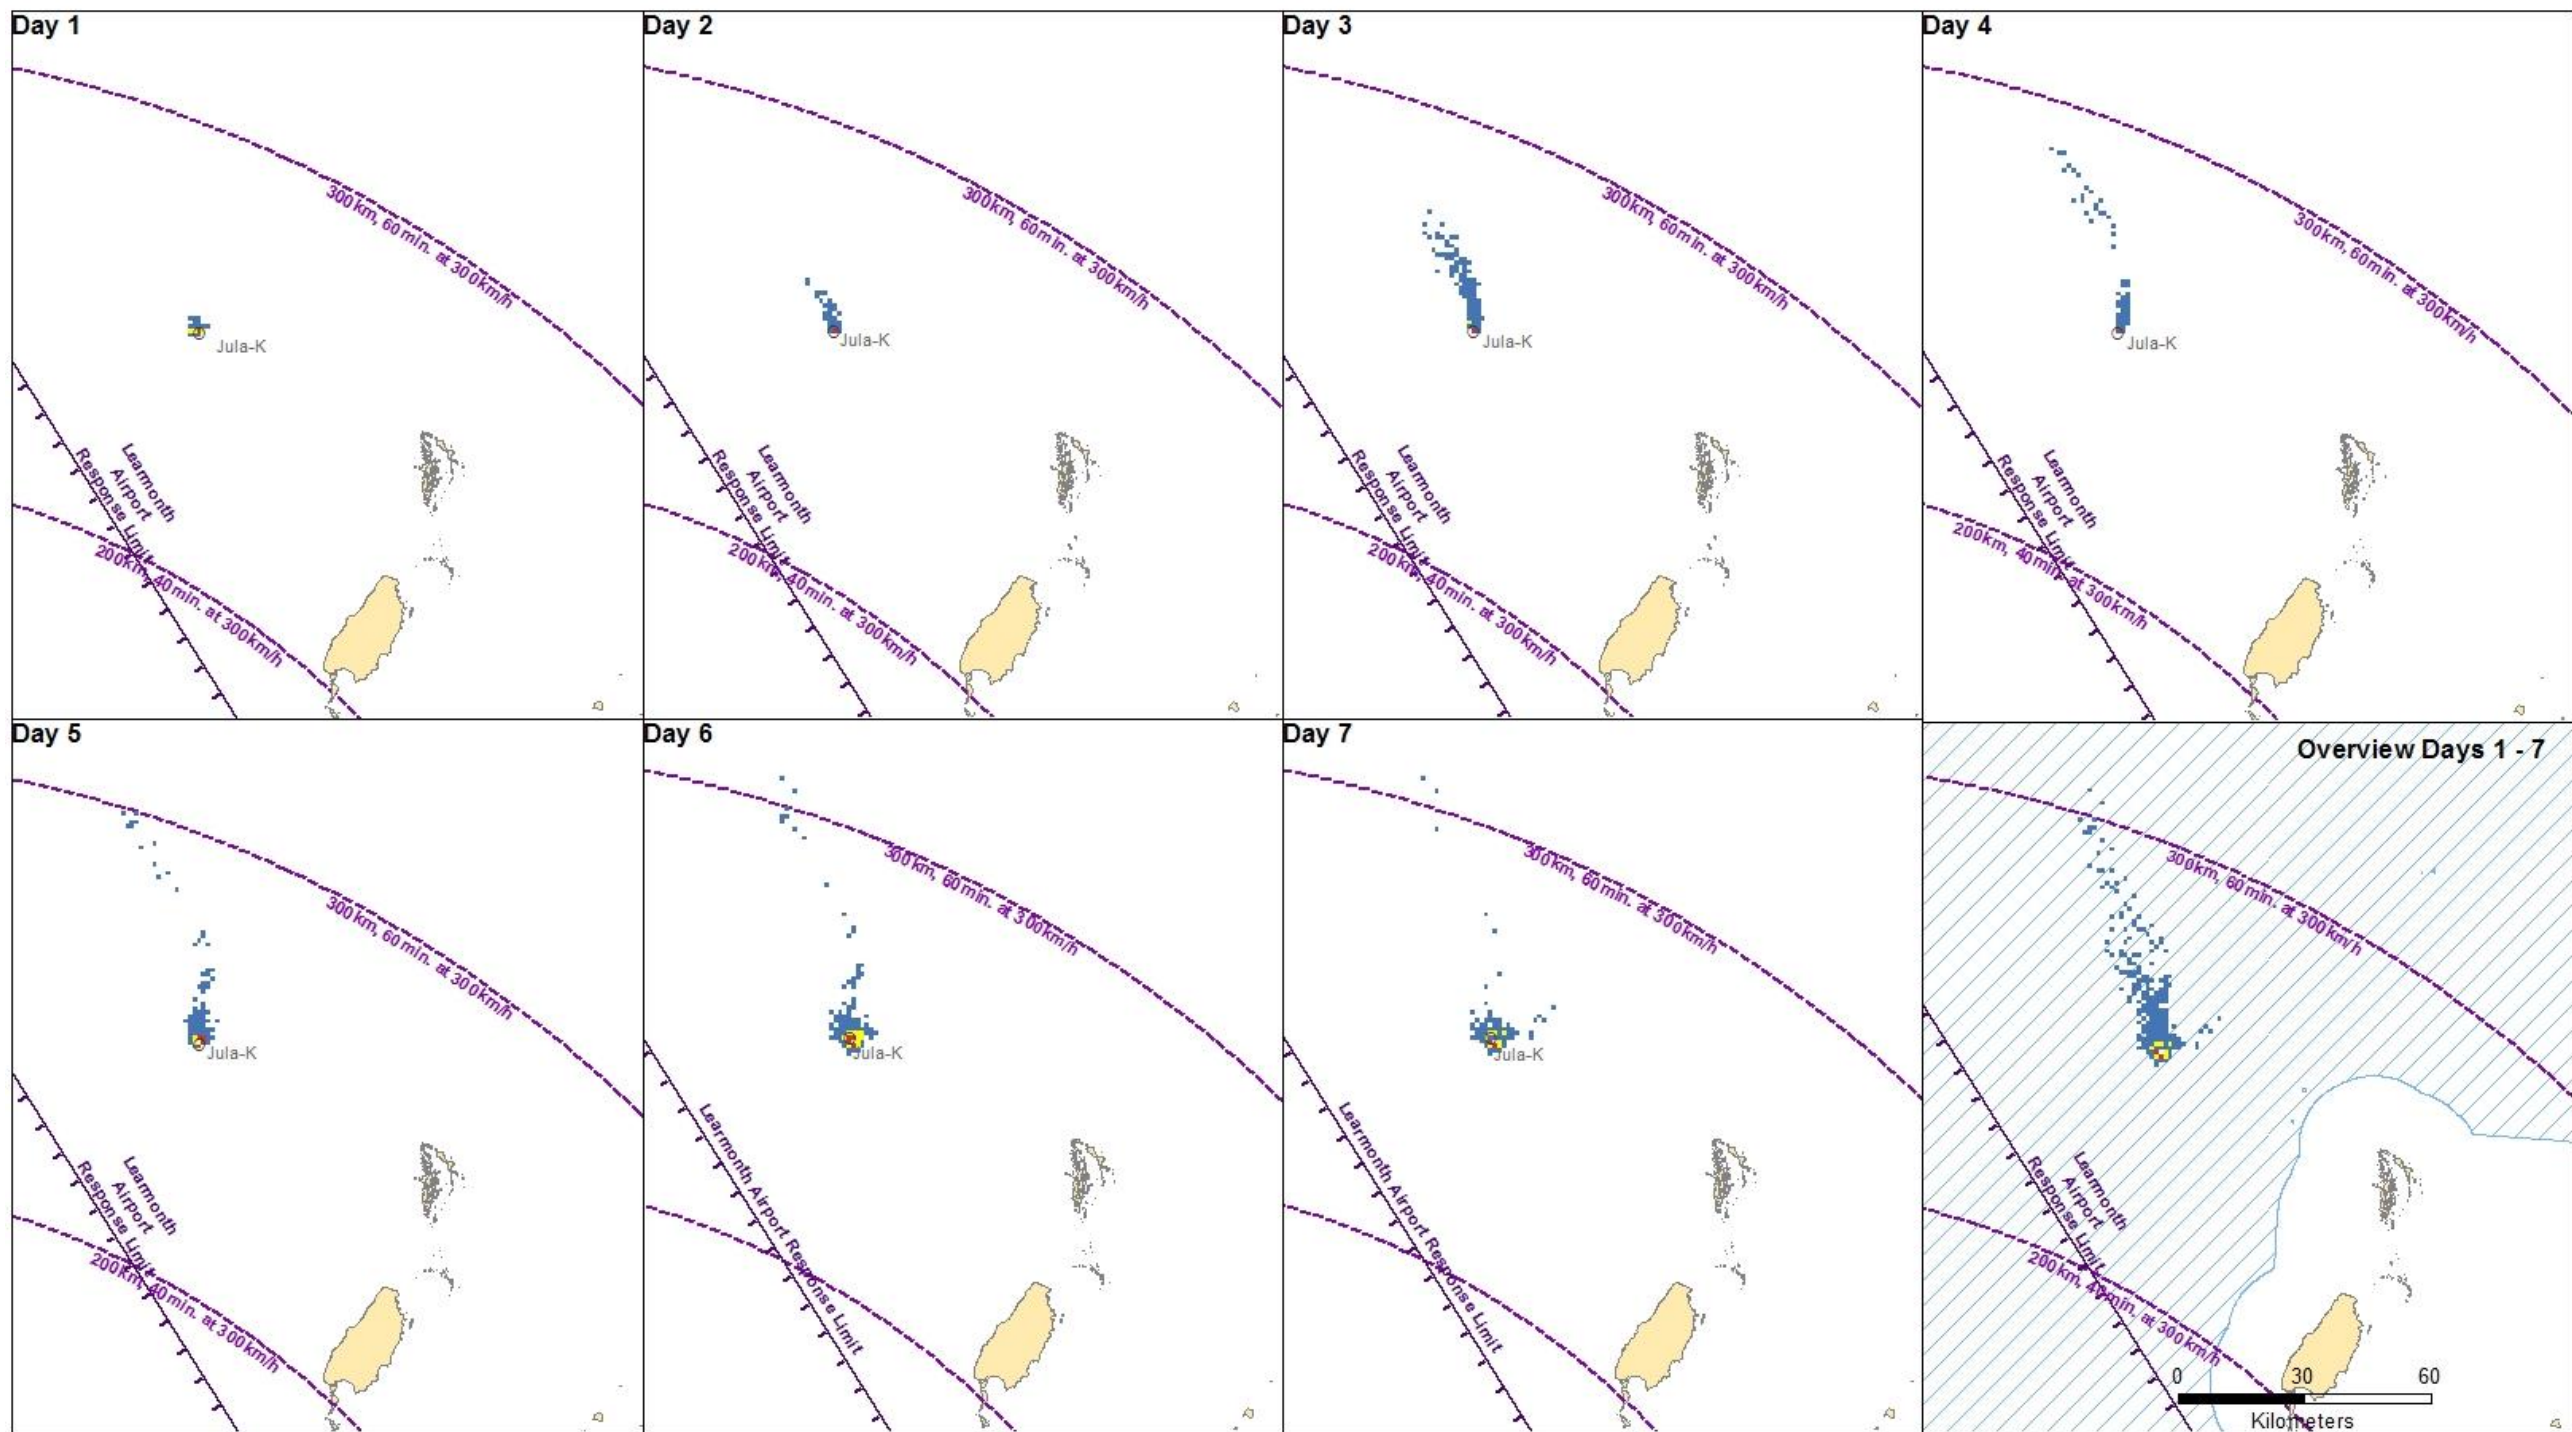 Day 1
300km, 60min. at 300km/h
Jula-K
Learmonth
Airport
Response Limit
200km, 40min. at 300km/h
Day 2
300km, 60min. at 300km/h
Jula-K
Learmonth
Airport
Response Limit
200km, 40min. at 300km/h
Day 3
300km, 60min. at 300km/h
Jula-K
Learmonth
Airport
Response Limit
200km, 40min. at 300km/h
Day 4
300km, 60min. at 300km/h
Jula-K
Learmonth
Airport
Response Limit
200km, 40min. at 300km/h
Day 5
300km, 60min. at 300km/h
Jula-K
Learmonth
Airport
Response Limit
200km, 40min. at 300km/h
Day 6
300km, 60min. at 300km/h
Jula-K
Learmonth Airport Response Limit
Day 7
300km, 60min. at 300km/h
Jula-K
Learmonth Airport Response Limit
Overview Days 1 - 7
300km, 60min. at 300km/h
Learmonth
Airport
Response Limit
200km, 40min. at 300km/h
0 30 60
Kilometers